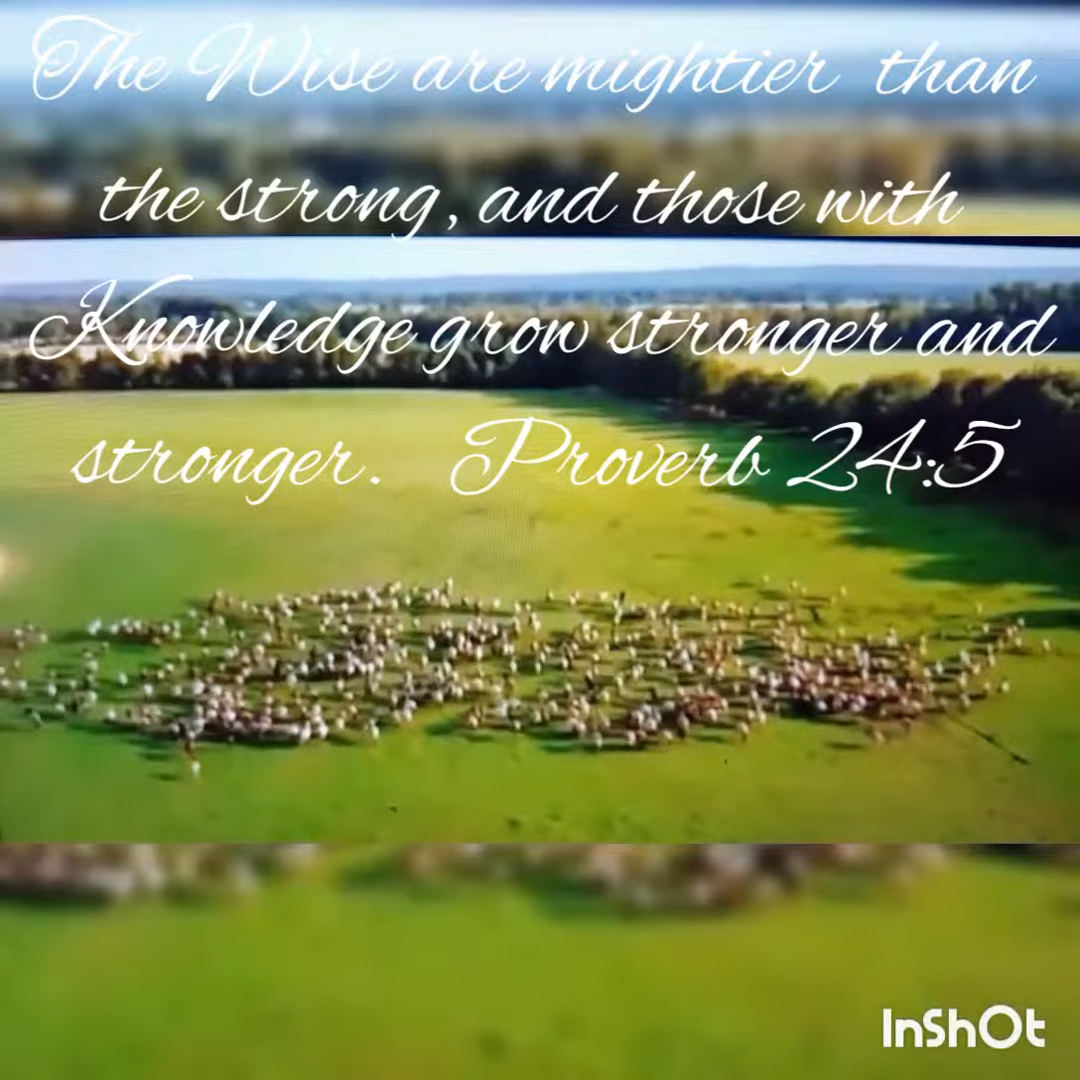 The Wise are mightier than
the strong, and those with
Knowledge grow stronger and
stronger. Proverb 24:5
InShOt